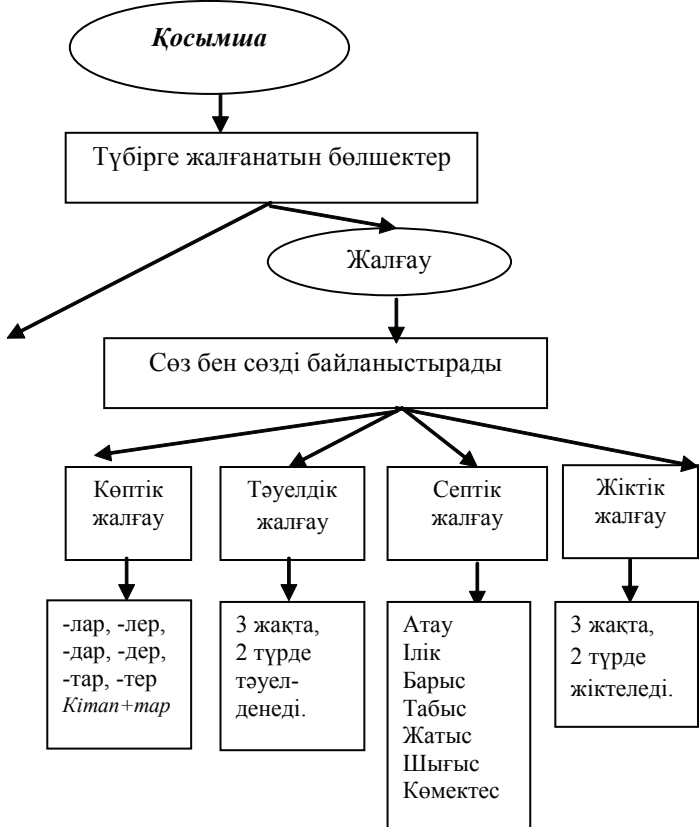 Қосымша
Түбірге жалғанатын бөлшектер
Жалғау
Сөз бен сөзді байланыстырады
Көптік
жалғау
Тәуелдік
жалғау
Септік
жалғау
Жіктік
жалғау
-лар, -лер,
-дар, -дер,
-тар, -тер
Кітап+тар
3 жақта,
2 түрде
тәуел-
денеді.
Атау
Ілік
Барыс
Табыс
Жатыс
Шығыс
Көмектес
3 жақта,
2 түрде
жіктеледі.